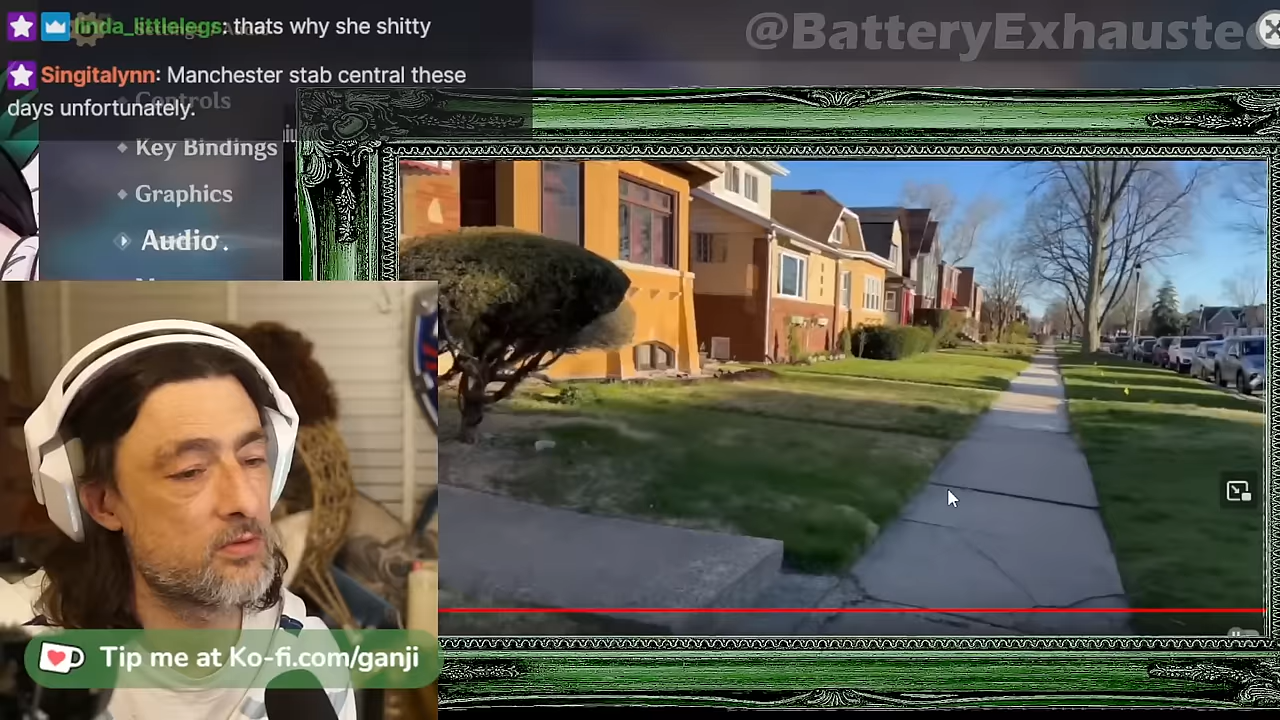 linda_littlelegs: thats why she shitty
@BatteryExhausted
Singitalynn: Manchester stab central these
days unfortunately.
Controls
Key Bindings
Graphics
Audio
Tip me at Ko-fi.com/ganji